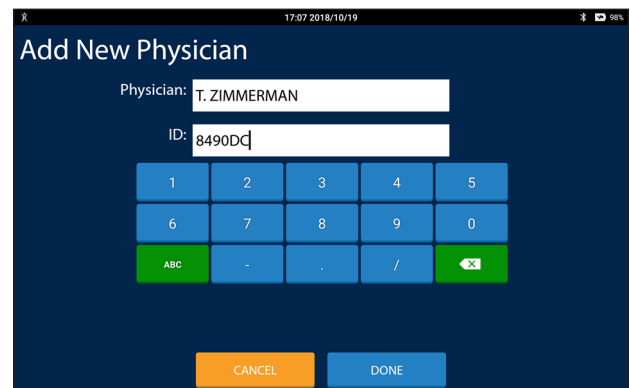 17:07 2018/10/19 98%
Add New Physician
Physician: T. ZIMMERMAN
ID: 8490DC
1 2 3 4 5
6 7 8 9 0
ABC - . /
CANCEL DONE